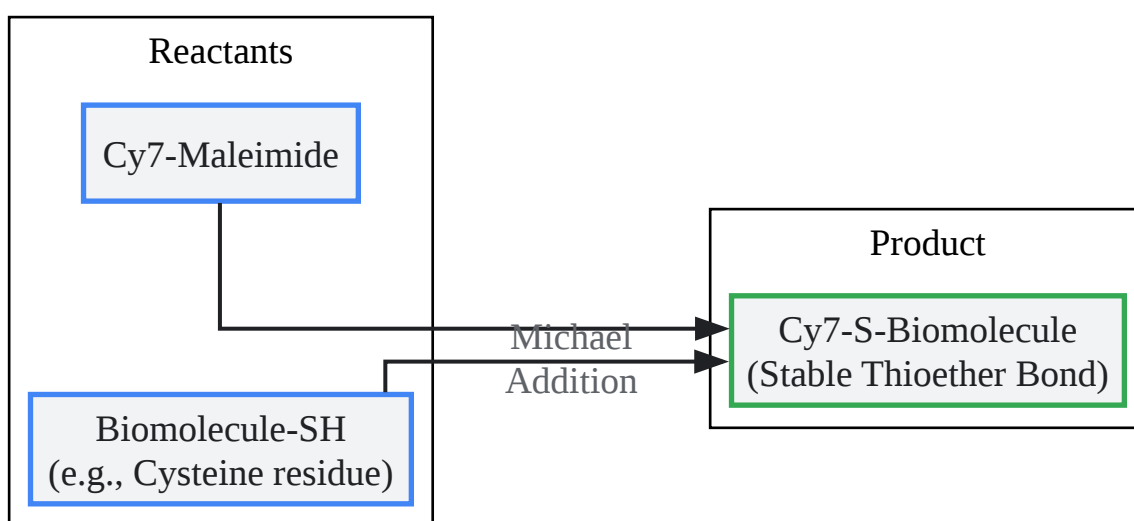 Reactants
Cy7-Maleimide
Biomolecule-SH
(e.g., Cysteine residue)
Michael
Addition
Product
Cy7-S-Biomolecule
(Stable Thioether Bond)